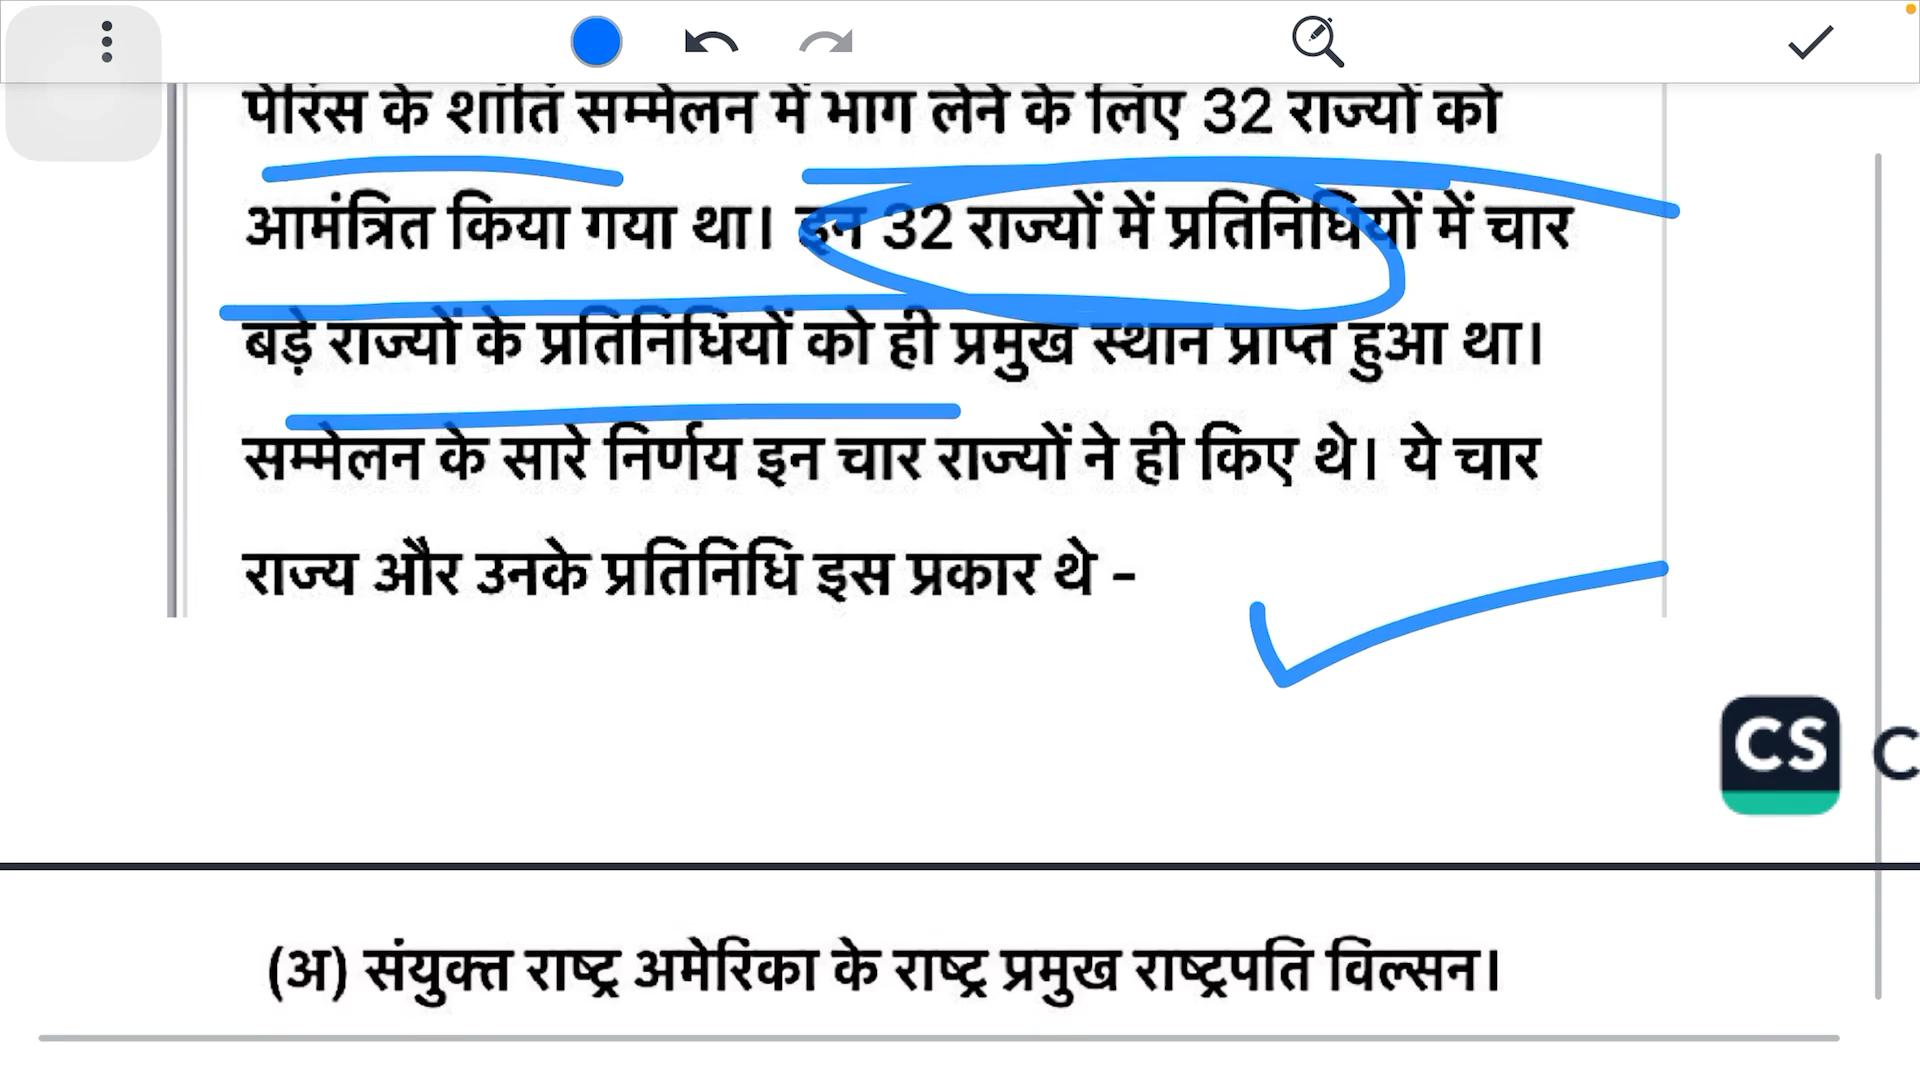 पेरिस के शांति सम्मेलन में भाग लेने के लिए 32 राज्यों को
आमंत्रित किया गया था। इन 32 राज्यों में प्रतिनिधियों में चार
बड़े राज्यों के प्रतिनिधियों को ही प्रमुख स्थान प्राप्त हुआ था।
सम्मेलन के सारे निर्णय इन चार राज्यों ने ही किए थे। ये चार
राज्य और उनके प्रतिनिधि इस प्रकार थे –
CS C
(अ) संयुक्त राष्ट्र अमेरिका के राष्ट्र प्रमुख राष्ट्रपति विल्सन।